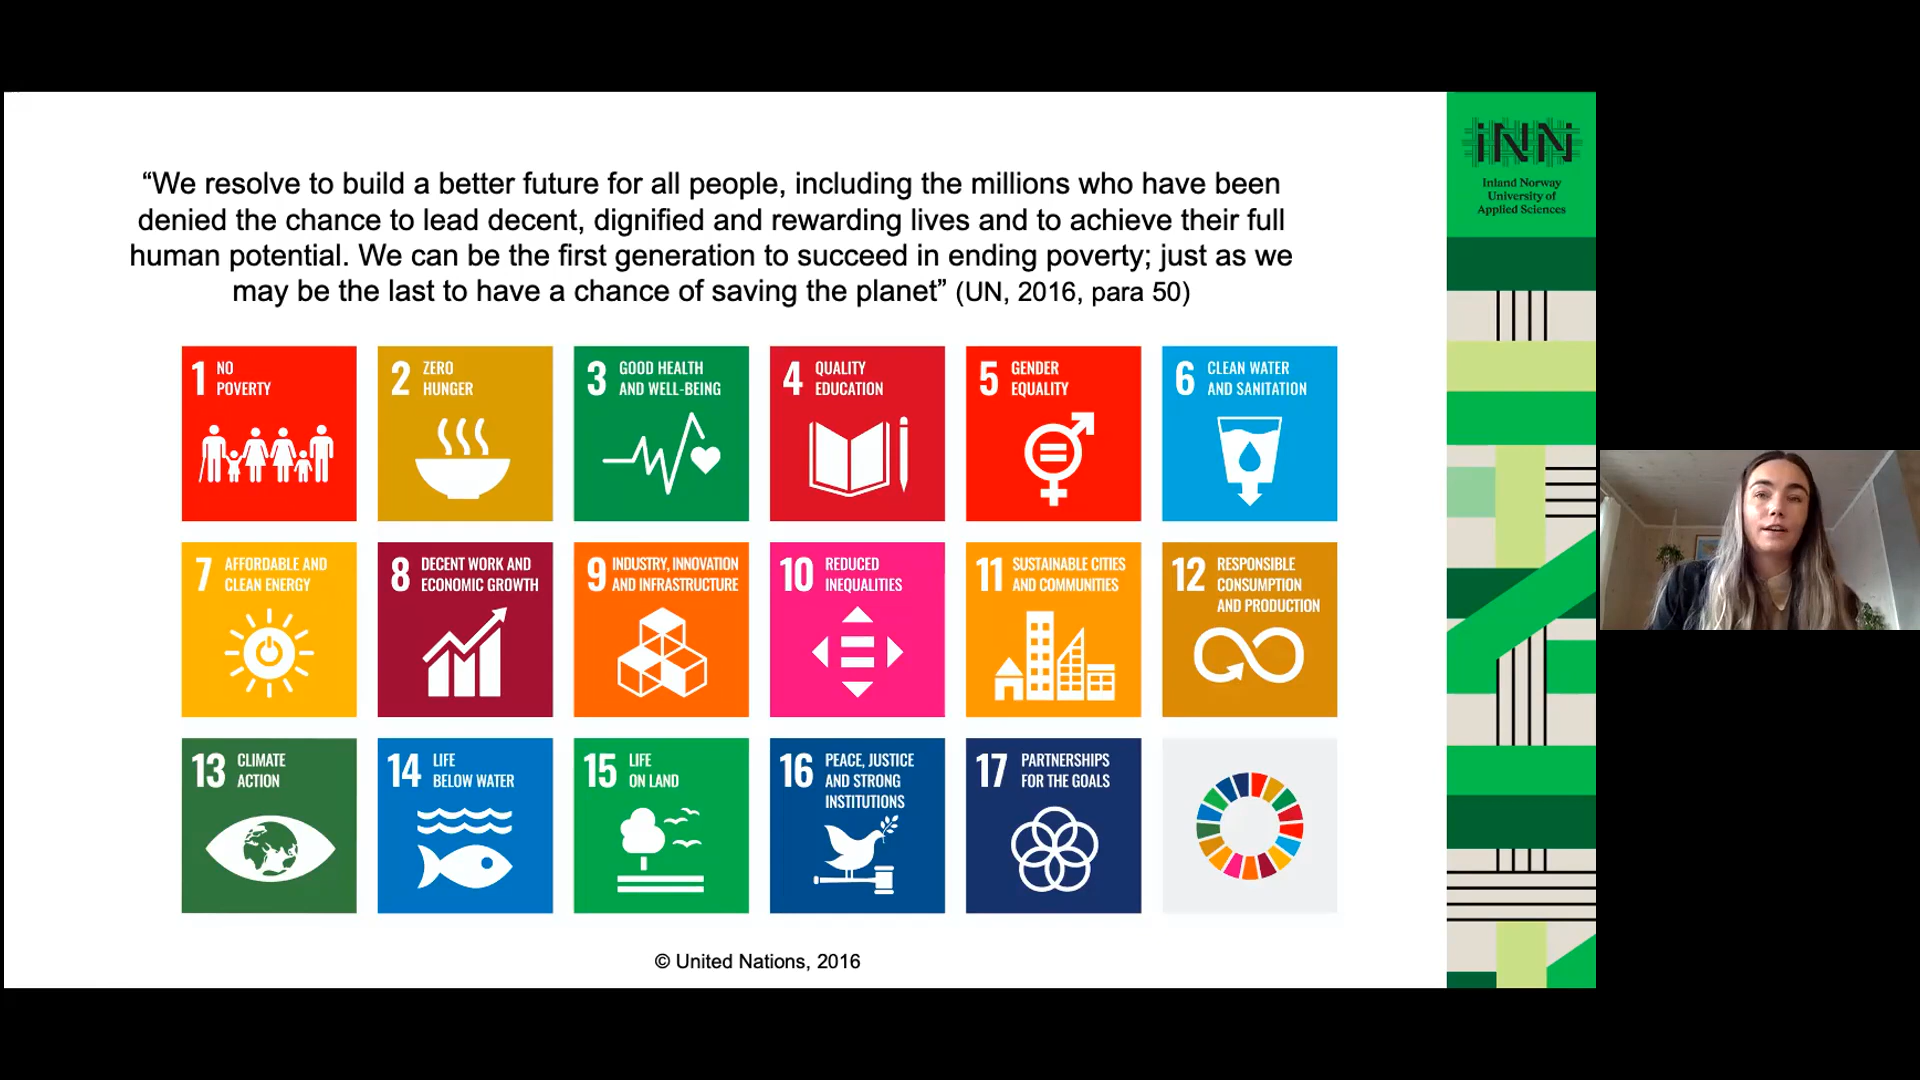 “We resolve to build a better future for all people, including the millions who have been
denied the chance to lead decent, dignified and rewarding lives and to achieve their full
human potential. We can be the first generation to succeed in ending poverty; just as we
may be the last to have a chance of saving the planet” (UN, 2016, para 50)
iNN
Inland Norway
University of
Applied Sciences
1 NO
POVERTY
2 ZERO
HUNGER
3 GOOD HEALTH
AND WELL-BEING
4 QUALITY
EDUCATION
5 GENDER
EQUALITY
6 CLEAN WATER
AND SANITATION
7 AFFORDABLE AND
CLEAN ENERGY
8 DECENT WORK AND
ECONOMIC GROWTH
9 INDUSTRY, INNOVATION
AND INFRASTRUCTURE
10 REDUCED
INEQUALITIES
11 SUSTAINABLE CITIES
AND COMMUNITIES
12 RESPONSIBLE
CONSUMPTION
AND PRODUCTION
13 CLIMATE
ACTION
14 LIFE
BELOW WATER
15 LIFE
ON LAND
16 PEACE, JUSTICE
AND STRONG
INSTITUTIONS
17 PARTNERSHIPS
FOR THE GOALS
© United Nations, 2016